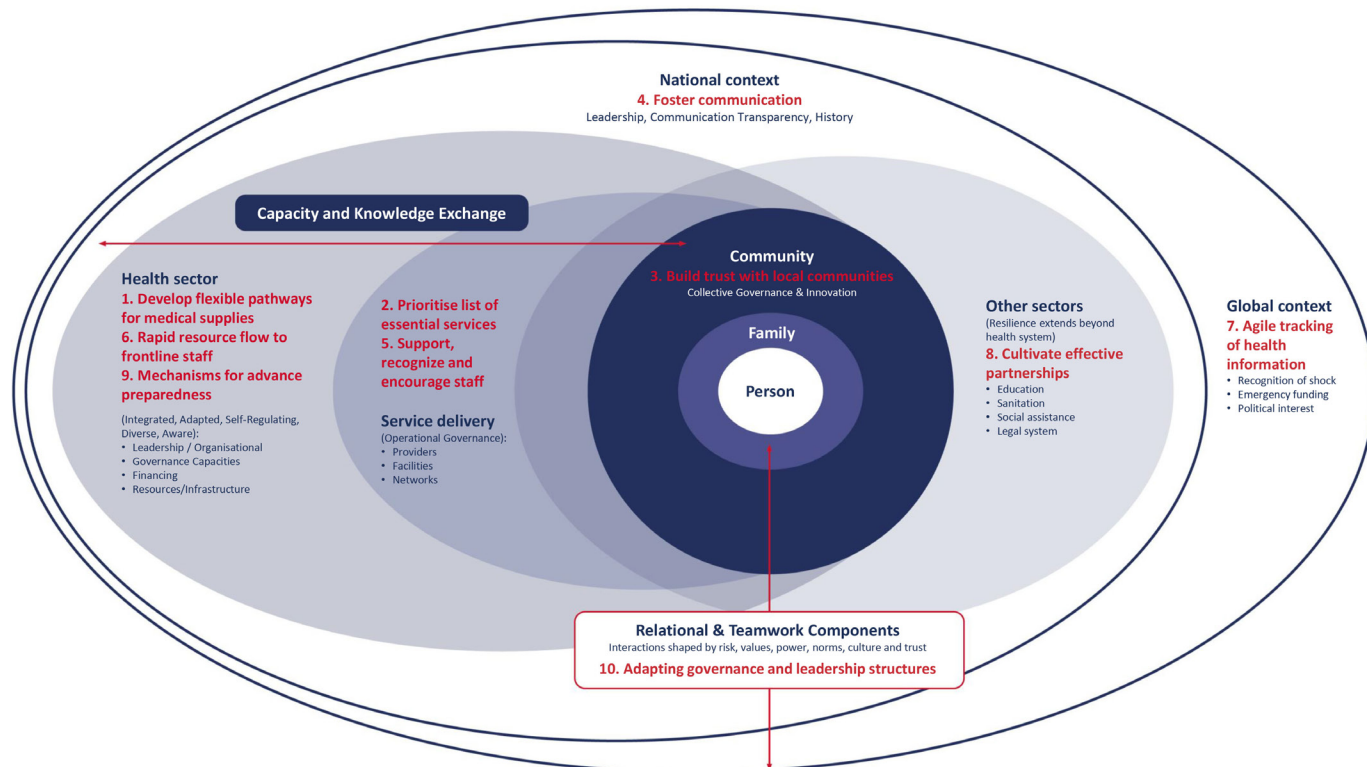 National context
4. Foster communication
Leadership, Communication Transparency, History
Capacity and Knowledge Exchange
Health sector
1. Develop flexible pathways
for medical supplies
6. Rapid resource flow to
frontline staff
9. Mechanisms for advance
preparedness
(Integrated, Adapted, Self-Regulating,
Diverse, Aware):
• Leadership / Organisational
• Governance Capacities
• Financing
• Resources/Infrastructure
2. Prioritise list of
essential services
5. Support,
recognize and
encourage staff
Service delivery
(Operational Governance):
• Providers
• Facilities
• Networks
Community
3. Build trust with local communities
Collective Governance & Innovation
Family
Person
Other sectors
(Resilience extends beyond
health system)
8. Cultivate effective
partnerships
• Education
• Sanitation
• Social assistance
• Legal system
Global context
7. Agile tracking
of health
information
• Recognition of shock
• Emergency funding
• Political interest
Relational & Teamwork Components
Interactions shaped by risk, values, power, norms, culture and trust
10. Adapting governance and leadership structures